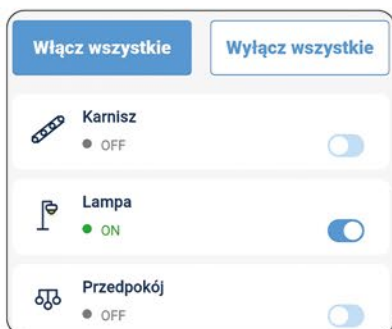 Włącz wszystkie Wyłącz wszystkie
Karnisz
OFF
Lampa
ON
Przedpokój
OFF